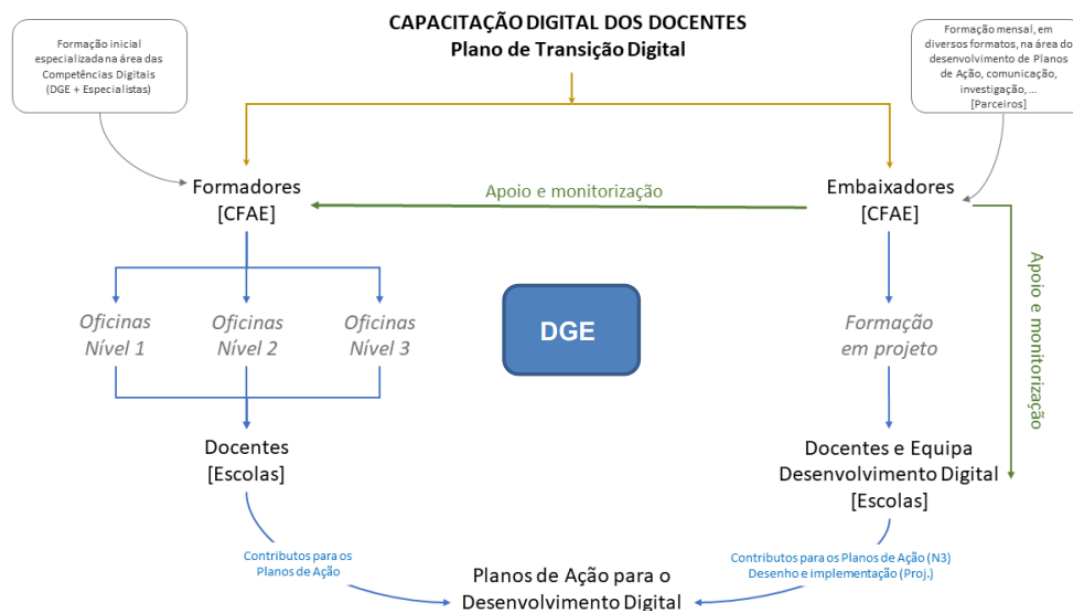 CAPACITAÇÃO DIGITAL DOS DOCENTES
Plano de Transição Digital
Formação inicial
especializada na área das
Competências Digitais
(DGE + Especialistas)
Formação mensal, em
diversos formatos, na área do
desenvolvimento de Planos
de Ação, comunicação,
investigação, ...
[Parceiros]
Formadores
[CFAE]
Apoio e monitorização
Embaixadores
[CFAE]
Apoio e monitorização
Oficinas
Nível 1
Oficinas
Nível 2
Oficinas
Nível 3
DGE
Formação
em projeto
Docentes
[Escolas]
Docentes e Equipa
Desenvolvimento Digital
[Escolas]
Contributos para os
Planos de Ação
Contributos para os Planos de Ação (N3)
Desenho e implementação (Proj.)
Planos de Ação para o
Desenvolvimento Digital